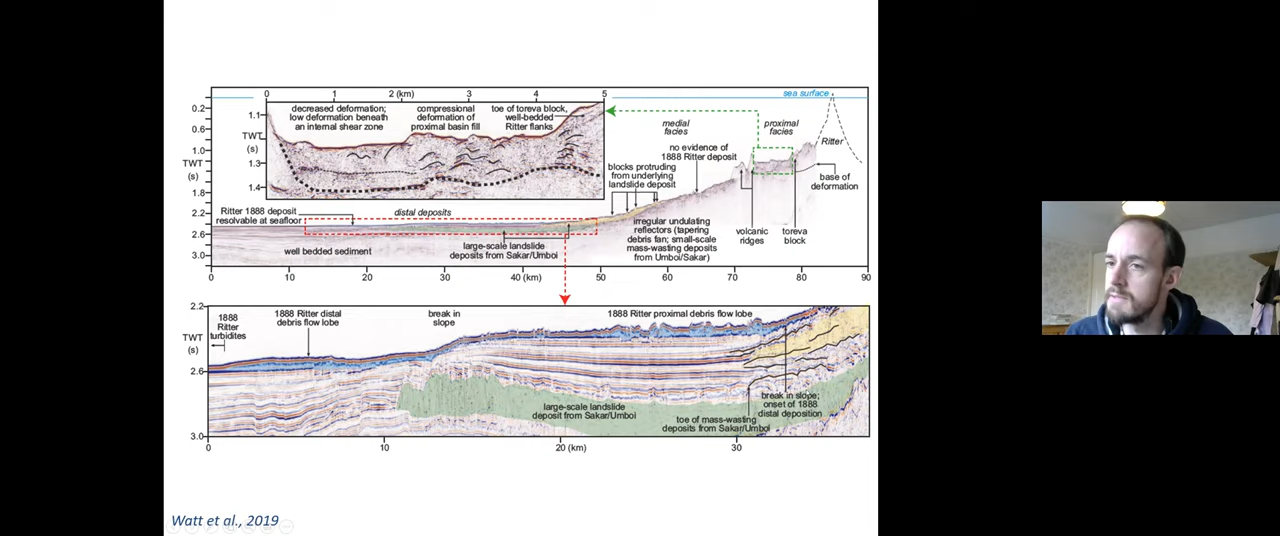 0 1 2 (km) 3 4 5
sea surface
0.2
0.6
1.0
TWT
(s)
1.8
2.2
2.6
3.0
1.1
TWT
(s)
1.3
1.4
decreased deformation;
low deformation beneath
an internal shear zone
compressional
deformation of
proximal basin fill
toe of toreva block,
well-bedded
Ritter flanks
medial
facies
proximal
facies
Ritter
no evidence of
1888 Ritter deposit
blocks protruding
from underlying
landslide deposit
base of
deformation
Ritter 1888 deposit
resolvable at seafloor
distal deposits
irregular undulating
reflectors (tapering
debris fan; small-scale
mass-wasting deposits
from Umboi/Sakar)
volcanic
ridges
toreva
block
well bedded sediment
large-scale landslide
deposits from Sakar/Umboi
0 10 20 30 40 (km) 50 60 70 80 90
2.2
TWT
(s)
2.6
3.0
1888
Ritter
turbidites
1888 Ritter distal
debris flow lobe
break in
slope
1888 Ritter proximal debris flow lobe
large-scale landslide
deposit from Sakar/Umboi
break in slope;
onset of 1888
distal deposition
toe of mass-wasting
deposits from Sakar/Umboi
0 10 20 (km) 30
Watt et al., 2019